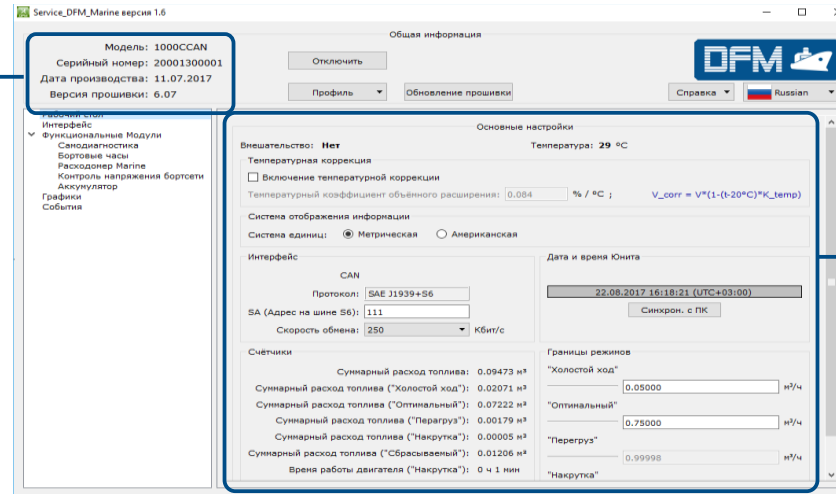 Service_DFM_Marine версия 1.6
Общая информация
Модель: 1000CCAN
Серийный номер: 20001300001
Дата производства: 11.07.2017
Версия прошивки: 6.07
Отключить
Профиль
Обновление прошивки
DFM
Справка
Russian
Рабочий стол
Интерфейс
Функциональные Модули
Самодиагностика
Бортовые часы
Расходомер Marine
Контроль напряжения бортсети
Аккумулятор
Графики
События
Основные настройки
Вмешательство: Нет
Температура: 29 °C
Температурная коррекция
Включение температурной коррекции
Температурный коэффициент объёмного расширения: 0.084 % / °C ;
V_corr = V*(1-(t-20°C)*K_temp)
Система отображения информации
Система единиц: Метрическая Американская
Интерфейс
CAN
Протокол: SAE J1939+S6
SA (Адрес на шине S6): 111
Скорость обмена: 250 Кбит/с
Дата и время Юнита
22.08.2017 16:18:21 (UTC+03:00)
Синхрон. с ПК
Счётчики
Суммарный расход топлива: 0.09473 м³
Суммарный расход топлива ("Холостой ход"): 0.02071 м³
Суммарный расход топлива ("Оптимальный"): 0.07222 м³
Суммарный расход топлива ("Перегруз"): 0.00179 м³
Суммарный расход топлива ("Накрутка"): 0.00005 м³
Суммарный расход топлива ("Сбрасываемый"): 0.01206 м³
Время работы двигателя ("Накрутка"): 0 ч 1 мин
Границы режимов
"Холостой ход"
0.05000 м³/ч
"Оптимальный"
0.75000 м³/ч
"Перегруз"
0.99998 м³/ч
"Накрутка"